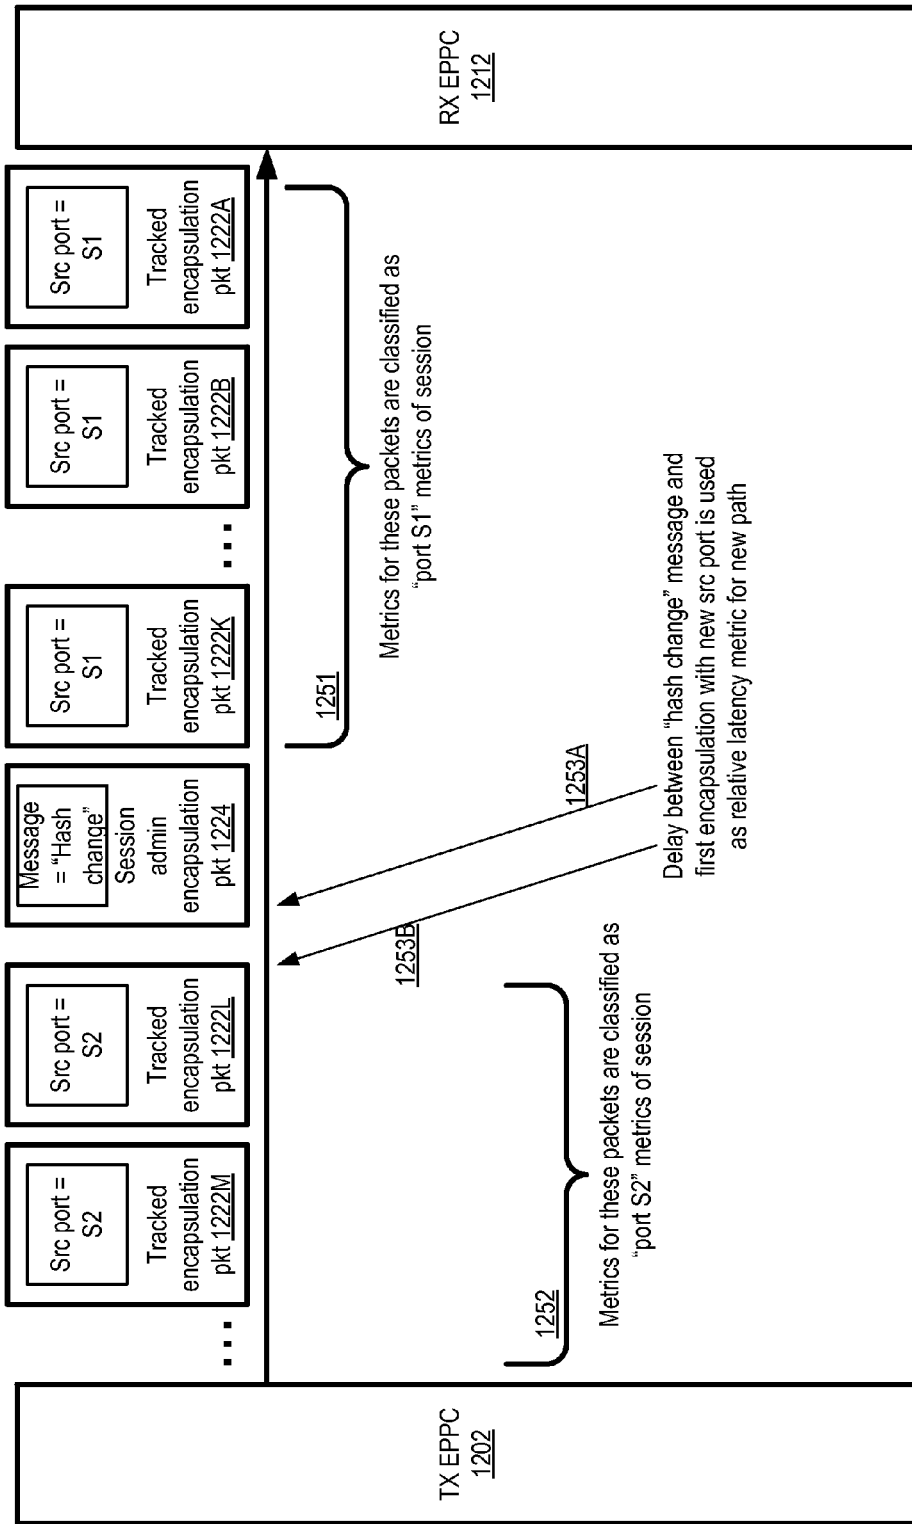 TX EPPC
1202
...
Src port =
S2
Tracked
encapsulation
pkt 1222M
Src port =
S2
Tracked
encapsulation
pkt 1222L
Message
= “Hash
change”
Session
admin
encapsulation
pkt 1224
Src port =
S1
Tracked
encapsulation
pkt 1222K
...
Src port =
S1
Tracked
encapsulation
pkt 1222B
Src port =
S1
Tracked
encapsulation
pkt 1222A
RX EPPC
1212
1252
Metrics for these packets are classified as
“port S2” metrics of session
1253B
1253A
Delay between “hash change” message and
first encapsulation with new src port is used
as relative latency metric for new path
1251
Metrics for these packets are classified as
“port S1” metrics of session